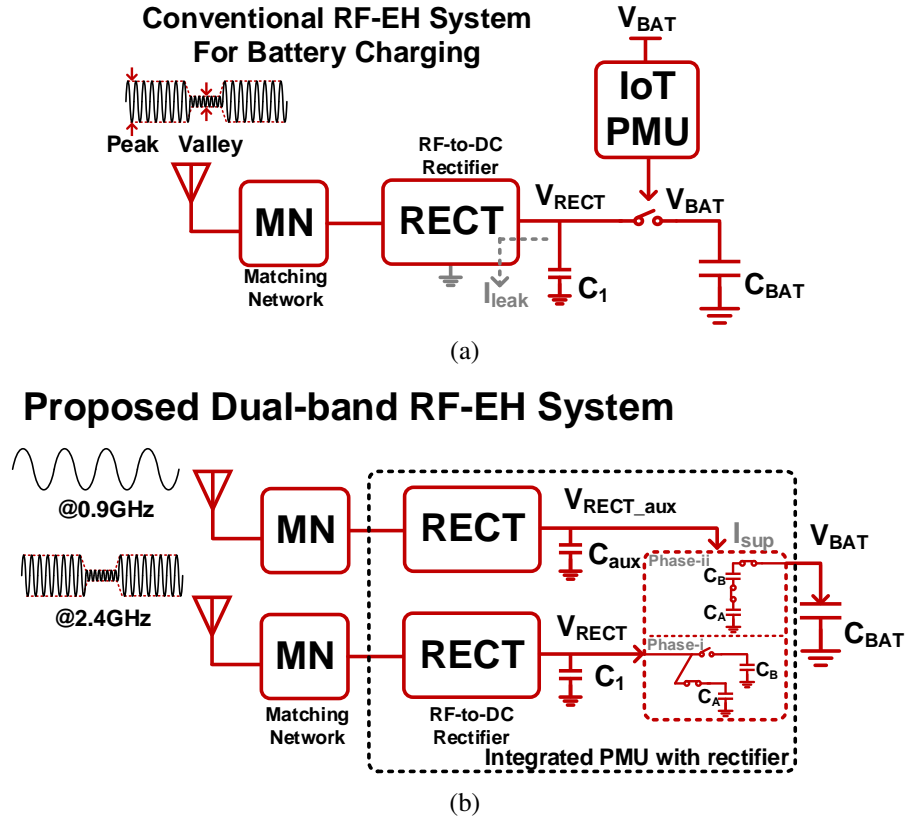 Conventional RF-EH System
For Battery Charging
V_BAT
IoT
PMU
Peak
Valley
RF-to-DC
Rectifier
MN
RECT
V_RECT
V_BAT
Matching
Network
I_leak
C_1
C_BAT
(a)
Proposed Dual-band RF-EH System
@0.9GHz
MN
RECT
V_RECT_aux
C_aux
I_sup
V_BAT
Phase-ii
C_B
C_A
C_BAT
@2.4GHz
MN
RECT
V_RECT
C_1
Phase-i
C_B
C_A
Matching
Network
RF-to-DC
Rectifier
Integrated PMU with rectifier
(b)